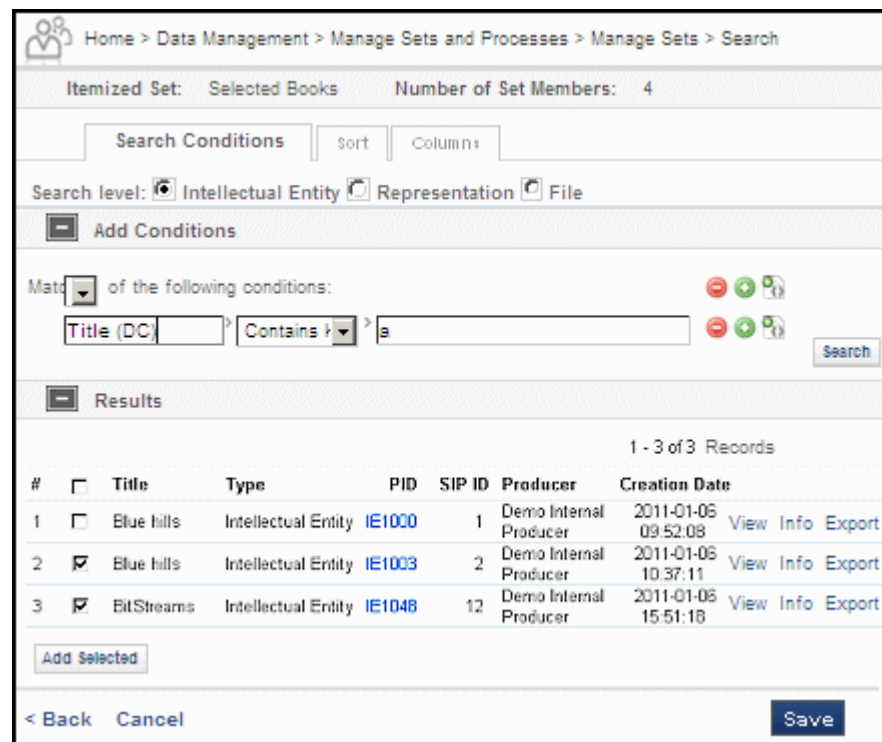 Home > Data Management > Manage Sets and Processes > Manage Sets > Search
Itemized Set: Selected Books Number of Set Members: 4
Search Conditions Sort Columns
Search level: Intellectual Entity Representation File
Add Conditions
of the following conditions:
Title (DC) > Contains > a
Search
Results
1 - 3 of 3 Records
# Title Type PID SIP ID Producer Creation Date
1 Blue hills Intellectual Entity IE1000 1 Demo Internal Producer 2011-01-06 09:52:08 View Info Export
2 Blue hills Intellectual Entity IE1003 2 Demo Internal Producer 2011-01-06 10:37:11 View Info Export
3 BitStreams Intellectual Entity IE1048 12 Demo Internal Producer 2011-01-06 15:51:18 View Info Export
Add Selected
< Back Cancel Save